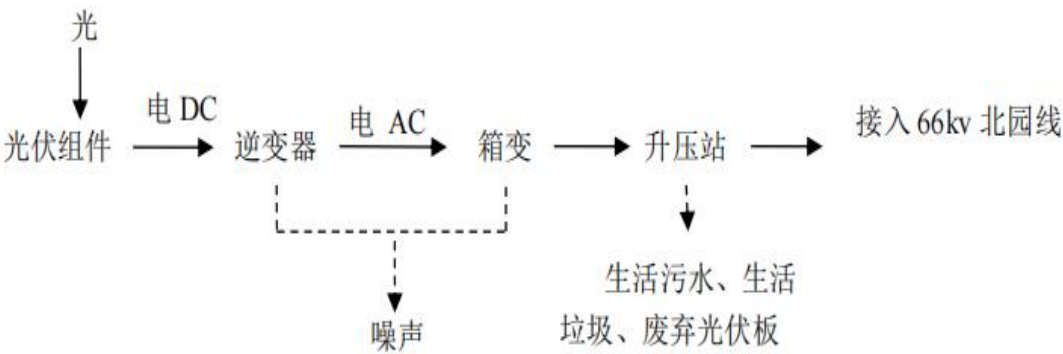 光
电 DC
电 AC
接入 66kv 北园线
光伏组件
逆变器
箱变
升压站
噪声
生活污水、生活
垃圾、废弃光伏板